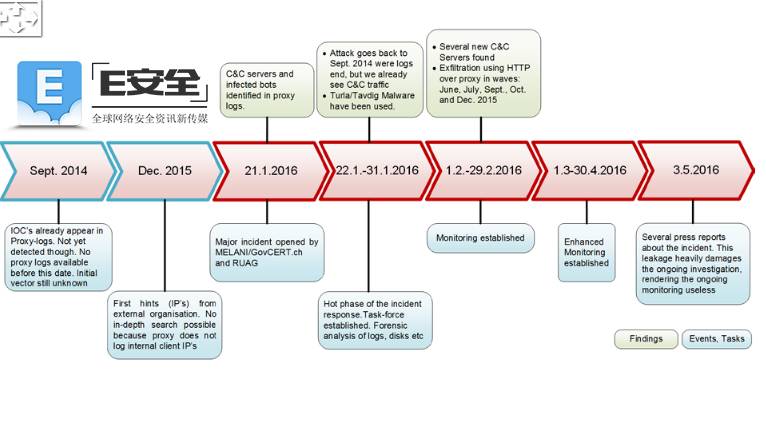 E
E安全
全球网络安全资讯新传媒
C&C servers and
infected bots
identified in proxy
logs.
Attack goes back to
Sept. 2014 were logs
end, but we already
see C&C traffic
Turla/Tavdig Malware
have been used.
Several new C&C
Servers found
Exfiltration using HTTP
over proxy in waves:
June, July, Sept., Oct.
and Dec. 2015
Sept. 2014
Dec. 2015
21.1.2016
22.1.-31.1.2016
1.2.-29.2.2016
1.3-30.4.2016
3.5.2016
IOC's already appear in
Proxy-logs. Not yet
detected though. No
proxy logs available
before this date. Initial
vector still unknown
First hints (IP's) from
external organisation. No
in-depth search possible
because proxy does not
log internal client IP's
Major incident opened by
MELANI/GovCERT.ch
and RUAG
Hot phase of the incident
response.Task-force
established. Forensic
analysis of logs, disks etc
Monitoring established
Enhanced
Monitoring
established
Several press reports
about the incident. This
leakage heavily damages
the ongoing investigation,
rendering the ongoing
monitoring useless
Findings
Events, Tasks